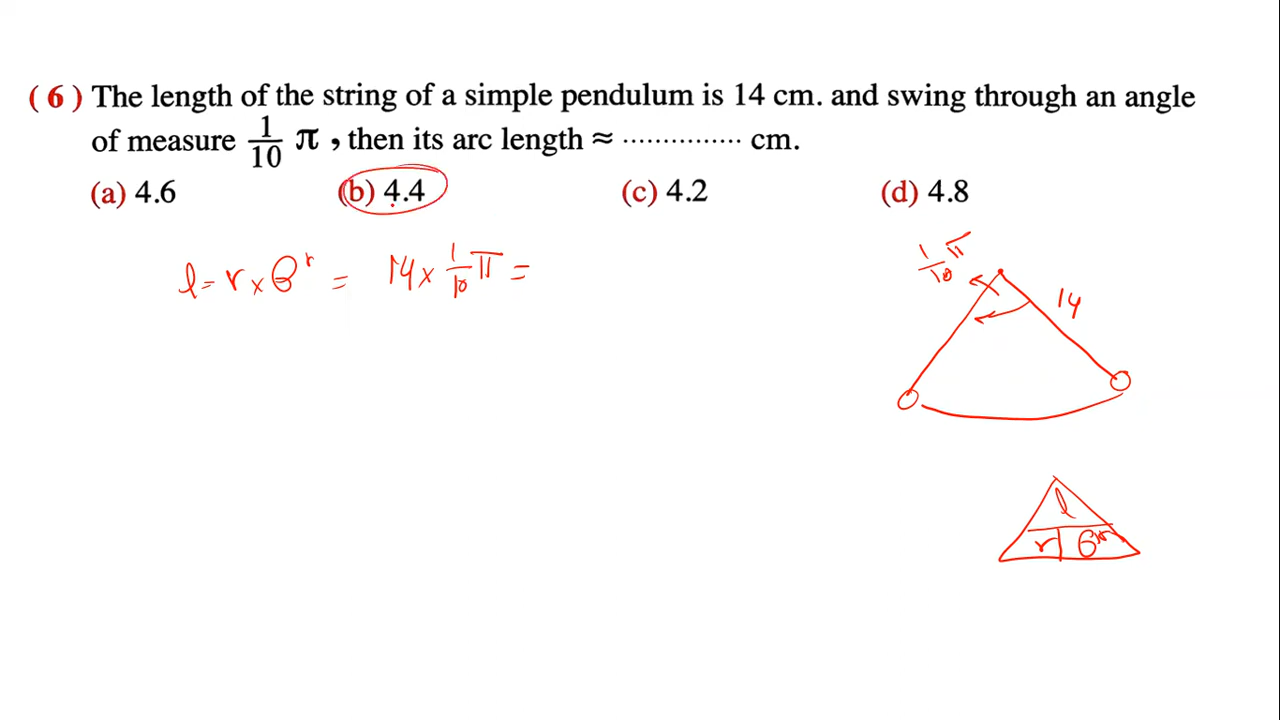 (6) The length of the string of a simple pendulum is 14 cm. and swing through an angle
of measure 1/10 π , then its arc length ≈ ............... cm.
(a) 4.6 (b) 4.4 (c) 4.2 (d) 4.8
l = r × θʳ = 14 × 1/10 π =
1/10 π
14
l
r θʳ